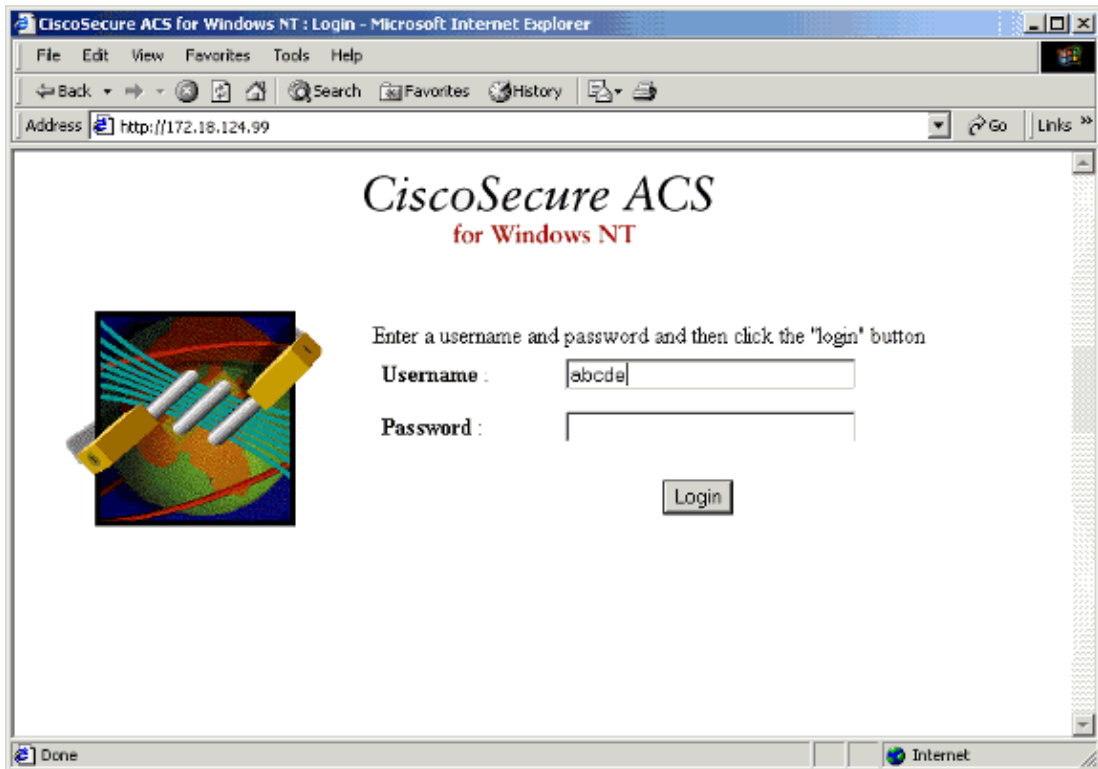 CiscoSecure ACS for Windows NT : Login - Microsoft Internet Explorer
File Edit View Favorites Tools Help
Back Search Favorites History
Address http://172.18.124.99 Go Links »
CiscoSecure ACS
for Windows NT
Enter a username and password and then click the "login" button
Username : abcde
Password :
Login
Done Internet